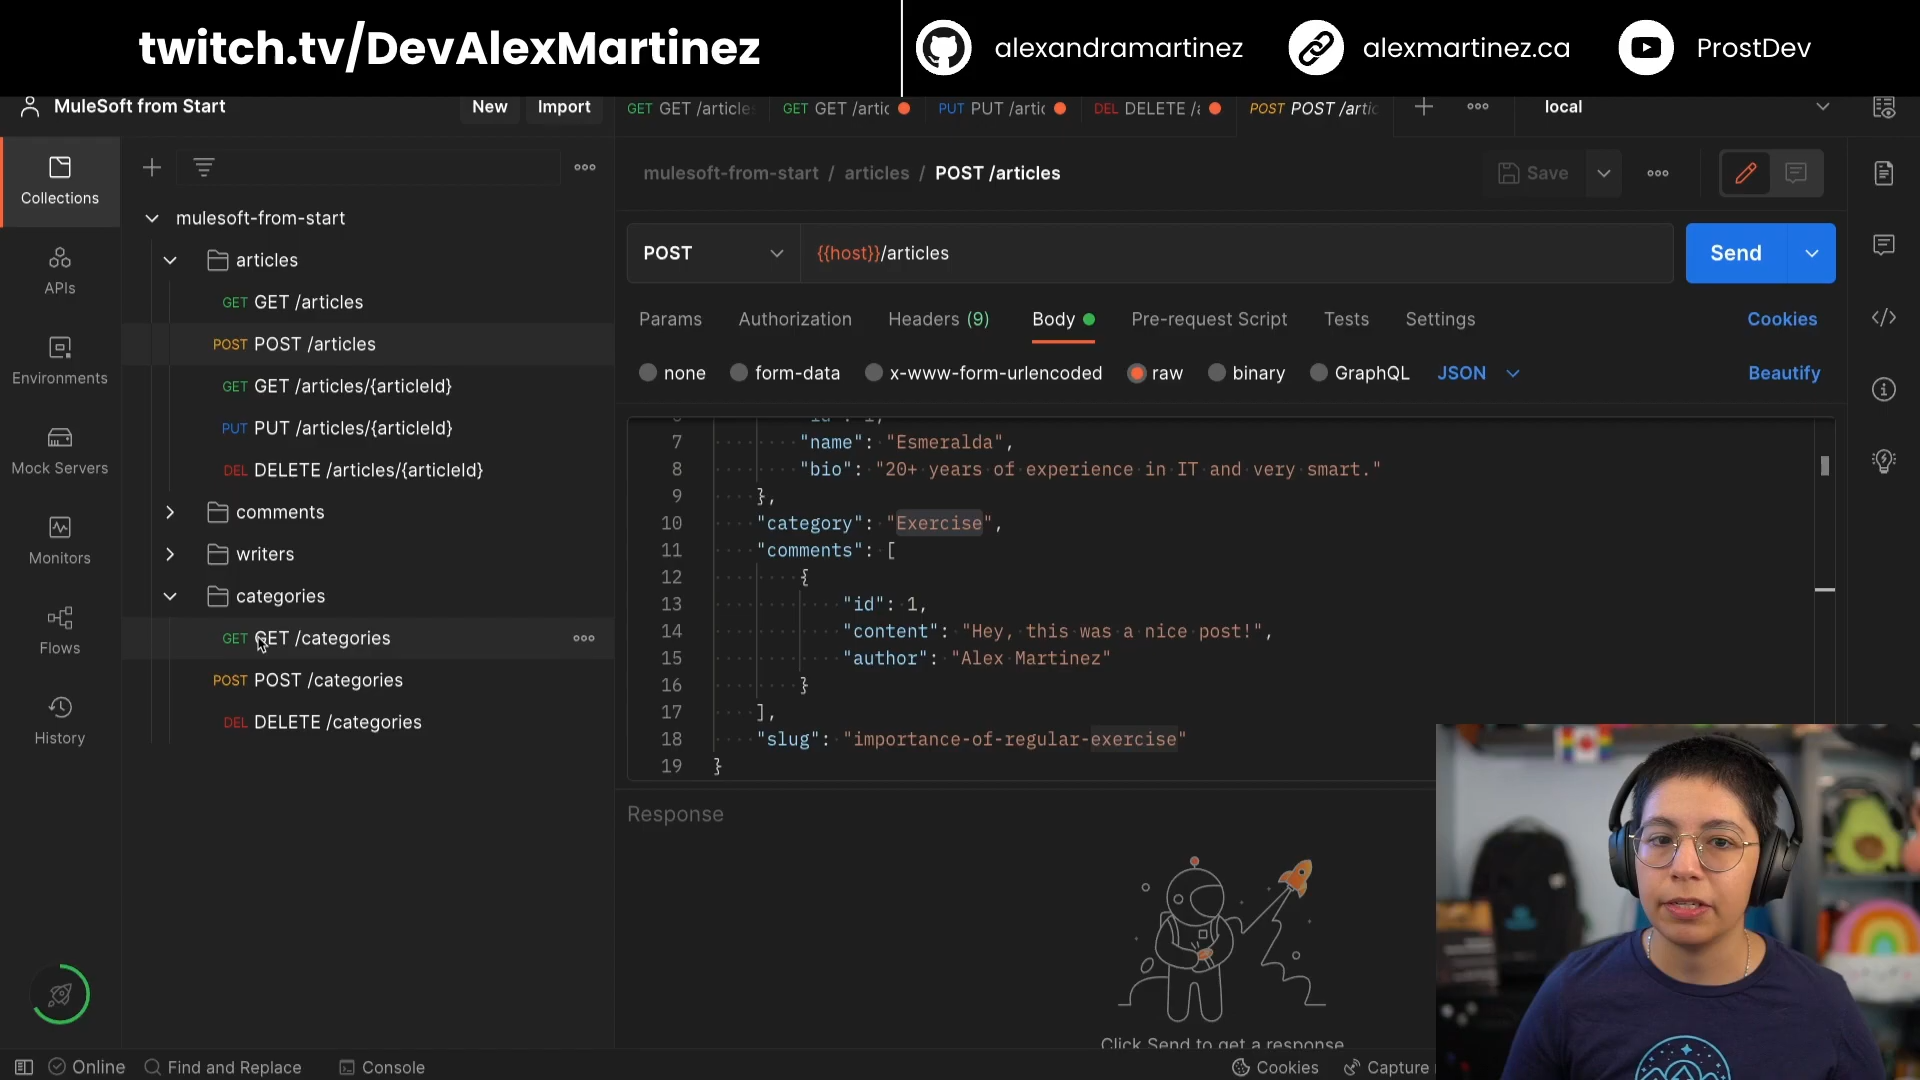 twitch.tv/DevAlexMartinez
alexandramartinez
alexmartinez.ca
ProstDev
MuleSoft from Start
New
Import
GET GET /article
GET GET /artic
PUT PUT /artic
DEL DELETE /
POST POST /artic
local
Collections
APIs
Environments
Mock Servers
Monitors
Flows
History
mulesoft-from-start
articles
GET GET /articles
POST POST /articles
GET GET /articles/{articleId}
PUT PUT /articles/{articleId}
DEL DELETE /articles/{articleId}
comments
writers
categories
GET GET /categories
POST POST /categories
DEL DELETE /categories
mulesoft-from-start / articles / POST /articles
Save
POST
{{host}}/articles
Send
Params
Authorization
Headers (9)
Body
Pre-request Script
Tests
Settings
Cookies
none
form-data
x-www-form-urlencoded
raw
binary
GraphQL
JSON
Beautify
7 "name": "Esmeralda",
8 "bio": "20+ years of experience in IT and very smart."
9 },
10 "category": "Exercise",
11 "comments": [
12 {
13 "id": 1,
14 "content": "Hey, this was a nice post!",
15 "author": "Alex Martinez"
16 }
17 ],
18 "slug": "importance-of-regular-exercise"
19 }
Response
Click Send to get a response
Online
Find and Replace
Console
Cookies
Capture